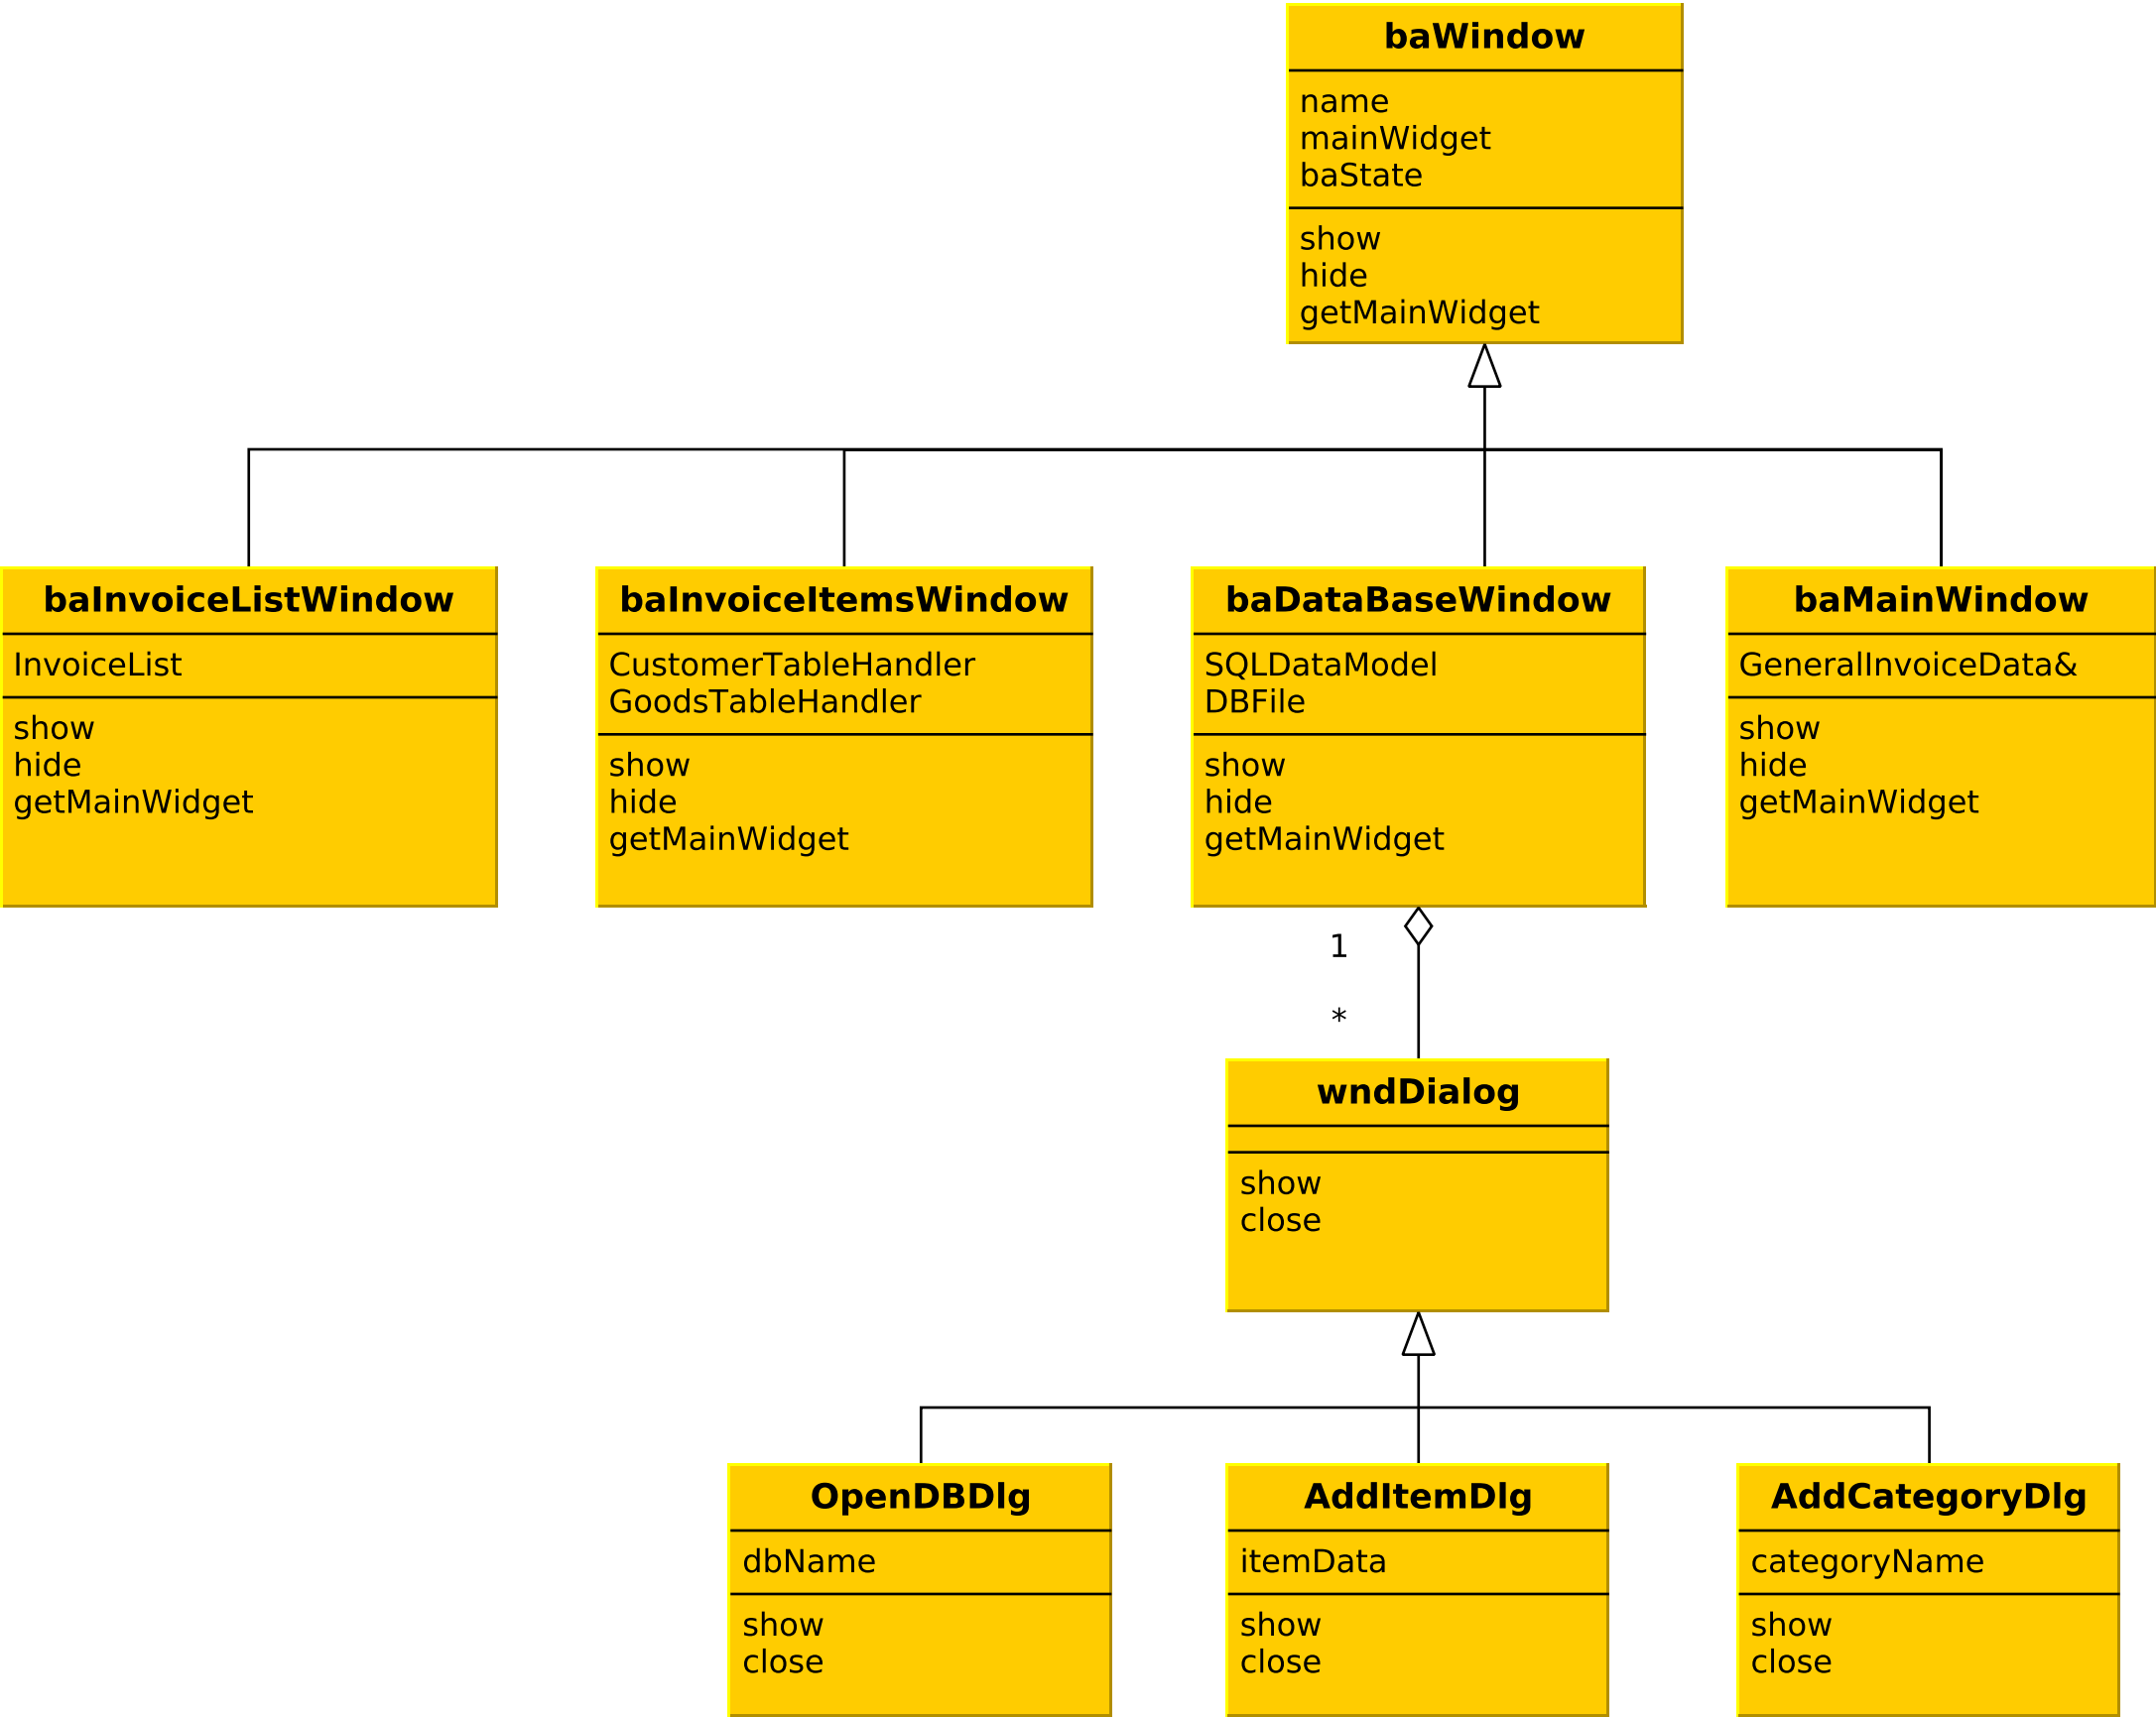 baWindow
name
mainWidget
baState
show
hide
getMainWidget
baInvoiceListWindow
InvoiceList
show
hide
getMainWidget
baInvoiceItemsWindow
CustomerTableHandler
GoodsTableHandler
show
hide
getMainWidget
baDataBaseWindow
SQLDataModel
DBFile
show
hide
getMainWidget
baMainWindow
GeneralInvoiceData&
show
hide
getMainWidget
1
*
wndDialog
show
close
OpenDBDlg
dbName
show
close
AddItemDlg
itemData
show
close
AddCategoryDlg
categoryName
show
close